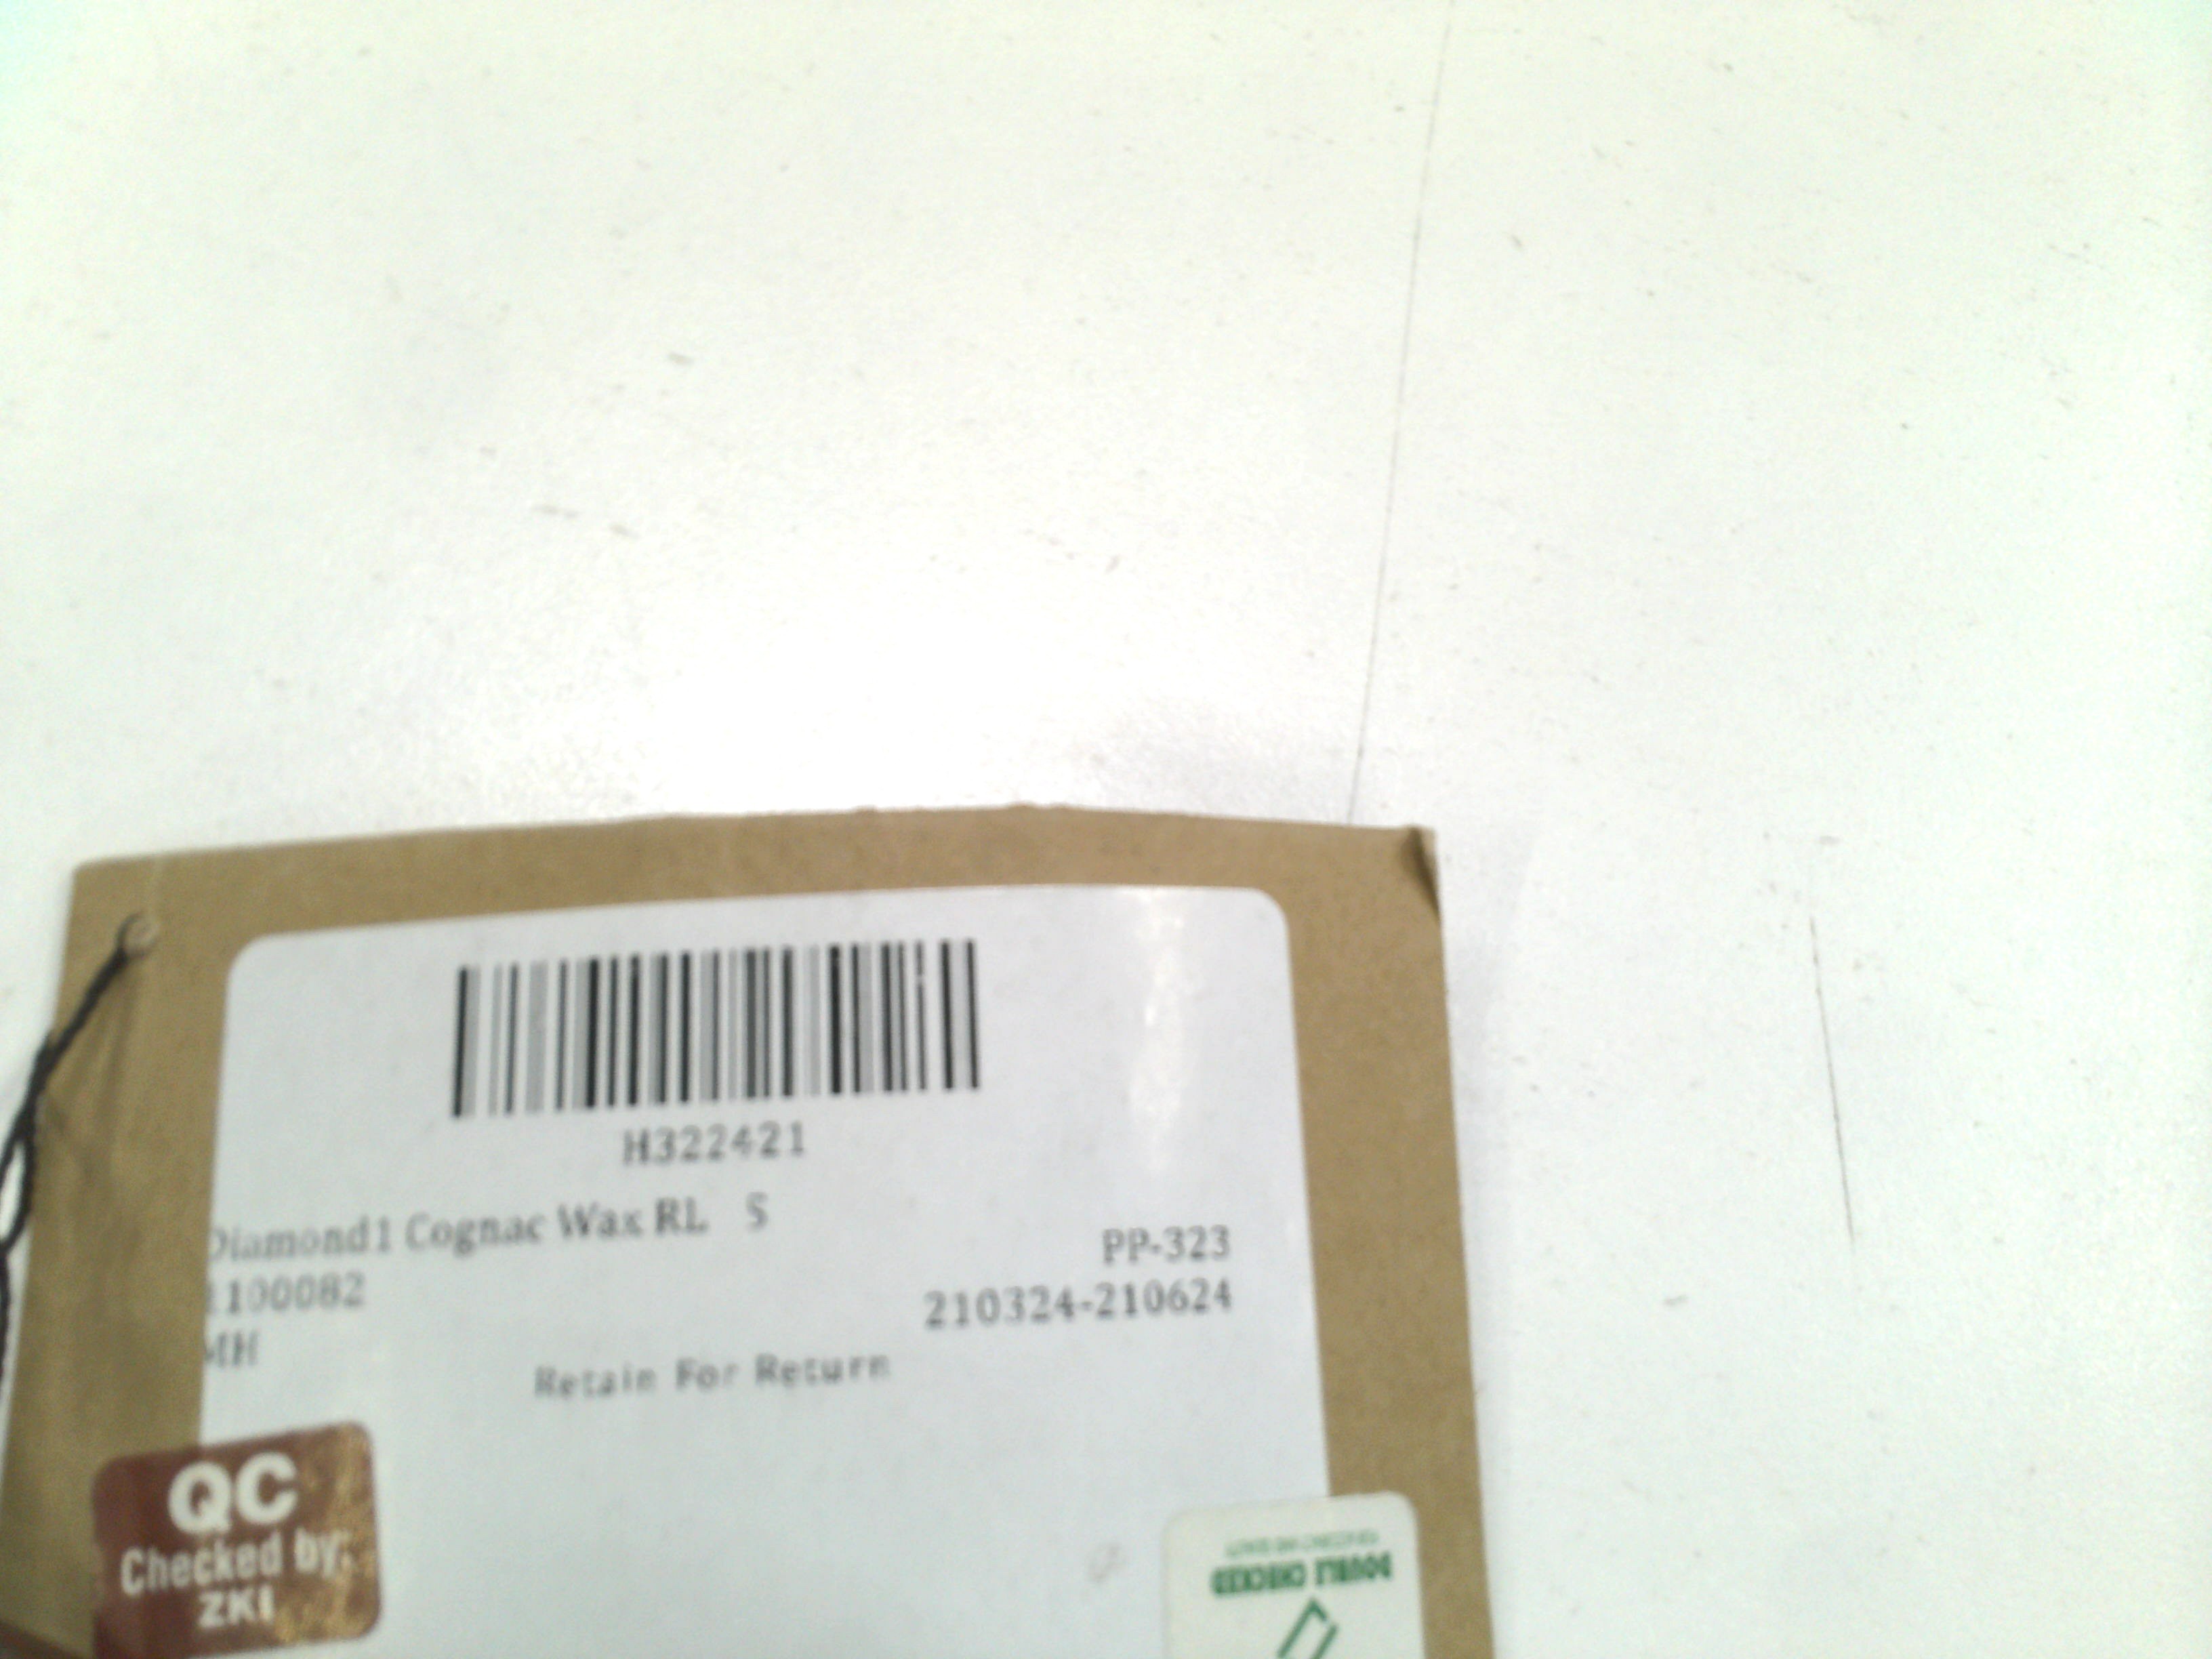 H322421
Diamond1 Cognac Wax RL S
PP-323
1100082
210324-210624
MH
Retain For Return
QC
Checked by:
ZKI
DOUBLE CHECKED